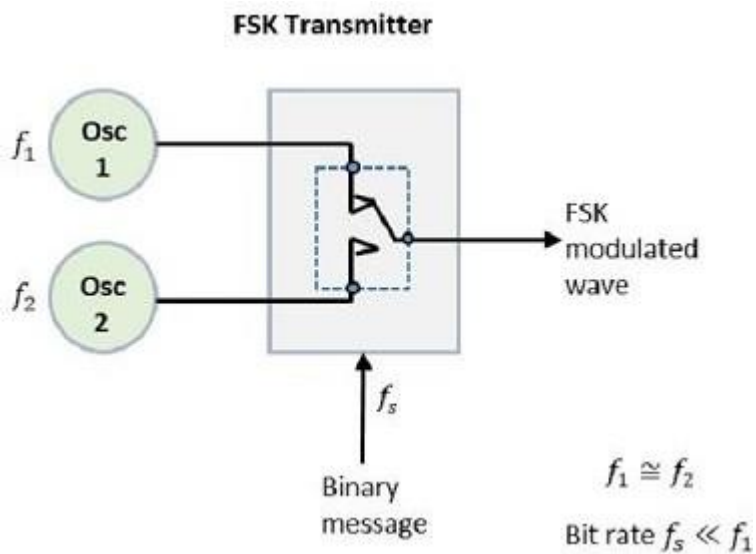 FSK Transmitter
f₁
Osc
1
FSK
modulated
wave
f₂
Osc
2
fₛ
Binary
message
f₁ ≅ f₂
Bit rate fₛ ≪ f₁